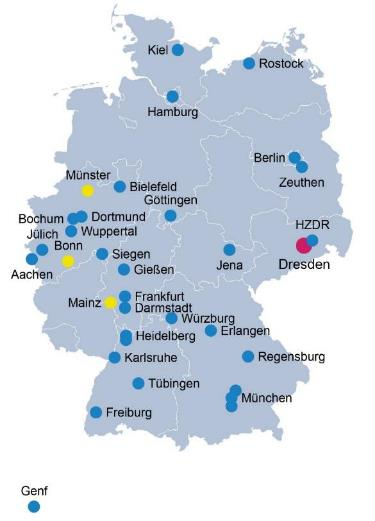 Kiel
Rostock
Hamburg
Berlin
Zeuthen
Münster
Bielefeld
Göttingen
Bochum
Dortmund
Wuppertal
Jülich
Bonn
Aachen
Siegen
Gießen
HZDR
Dresden
Jena
Mainz
Frankfurt
Darmstadt
Würzburg
Erlangen
Heidelberg
Karlsruhe
Regensburg
Tübingen
München
Freiburg
Genf